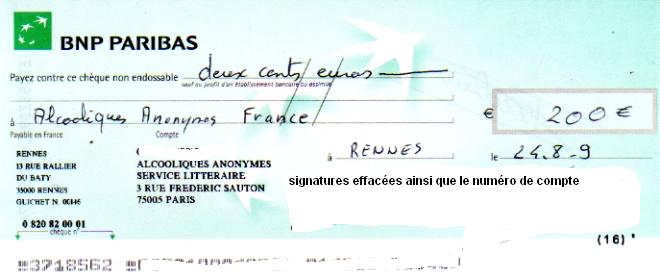 BNP PARIBAS
Payez contre ce chèque non endossable deux cents/euros
sauf au profit d'un établissement bancaire ou assimilé
à Alcooliques Anonymes France/
€ 200 €
Payable en France Compte
à RENNES le 24.8-9
RENNES
13 RUE RALLIER
DU BATY
35000 RENNES
GUICHET N. 00146
ALCOOLIQUES ANONYMES
SERVICE LITTERAIRE
3 RUE FREDERIC SAUTON
75005 PARIS
signatures effacées ainsi que le numéro de compte
0 820 82 00 01
chèque n°
(16)
3718562